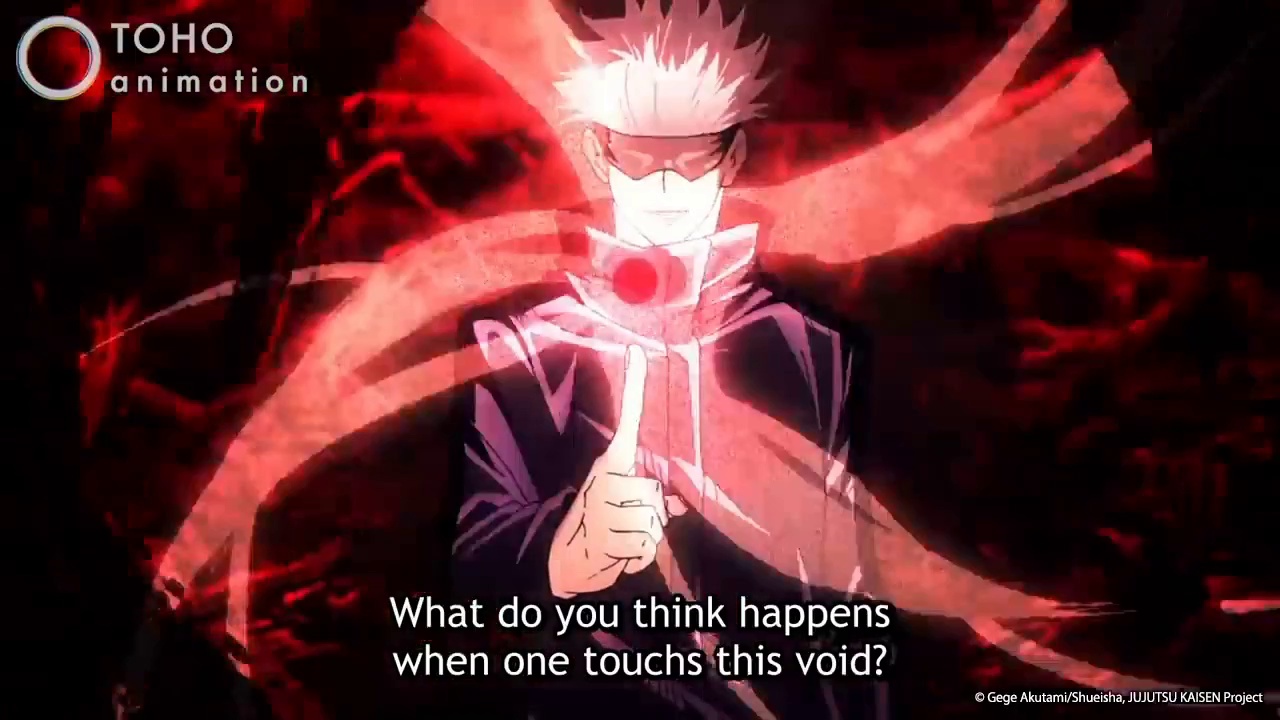 TOHO
animation
What do you think happens
when one touchs this void?
© Gege Akutami/Shueisha, JUJUTSU KAISEN Project